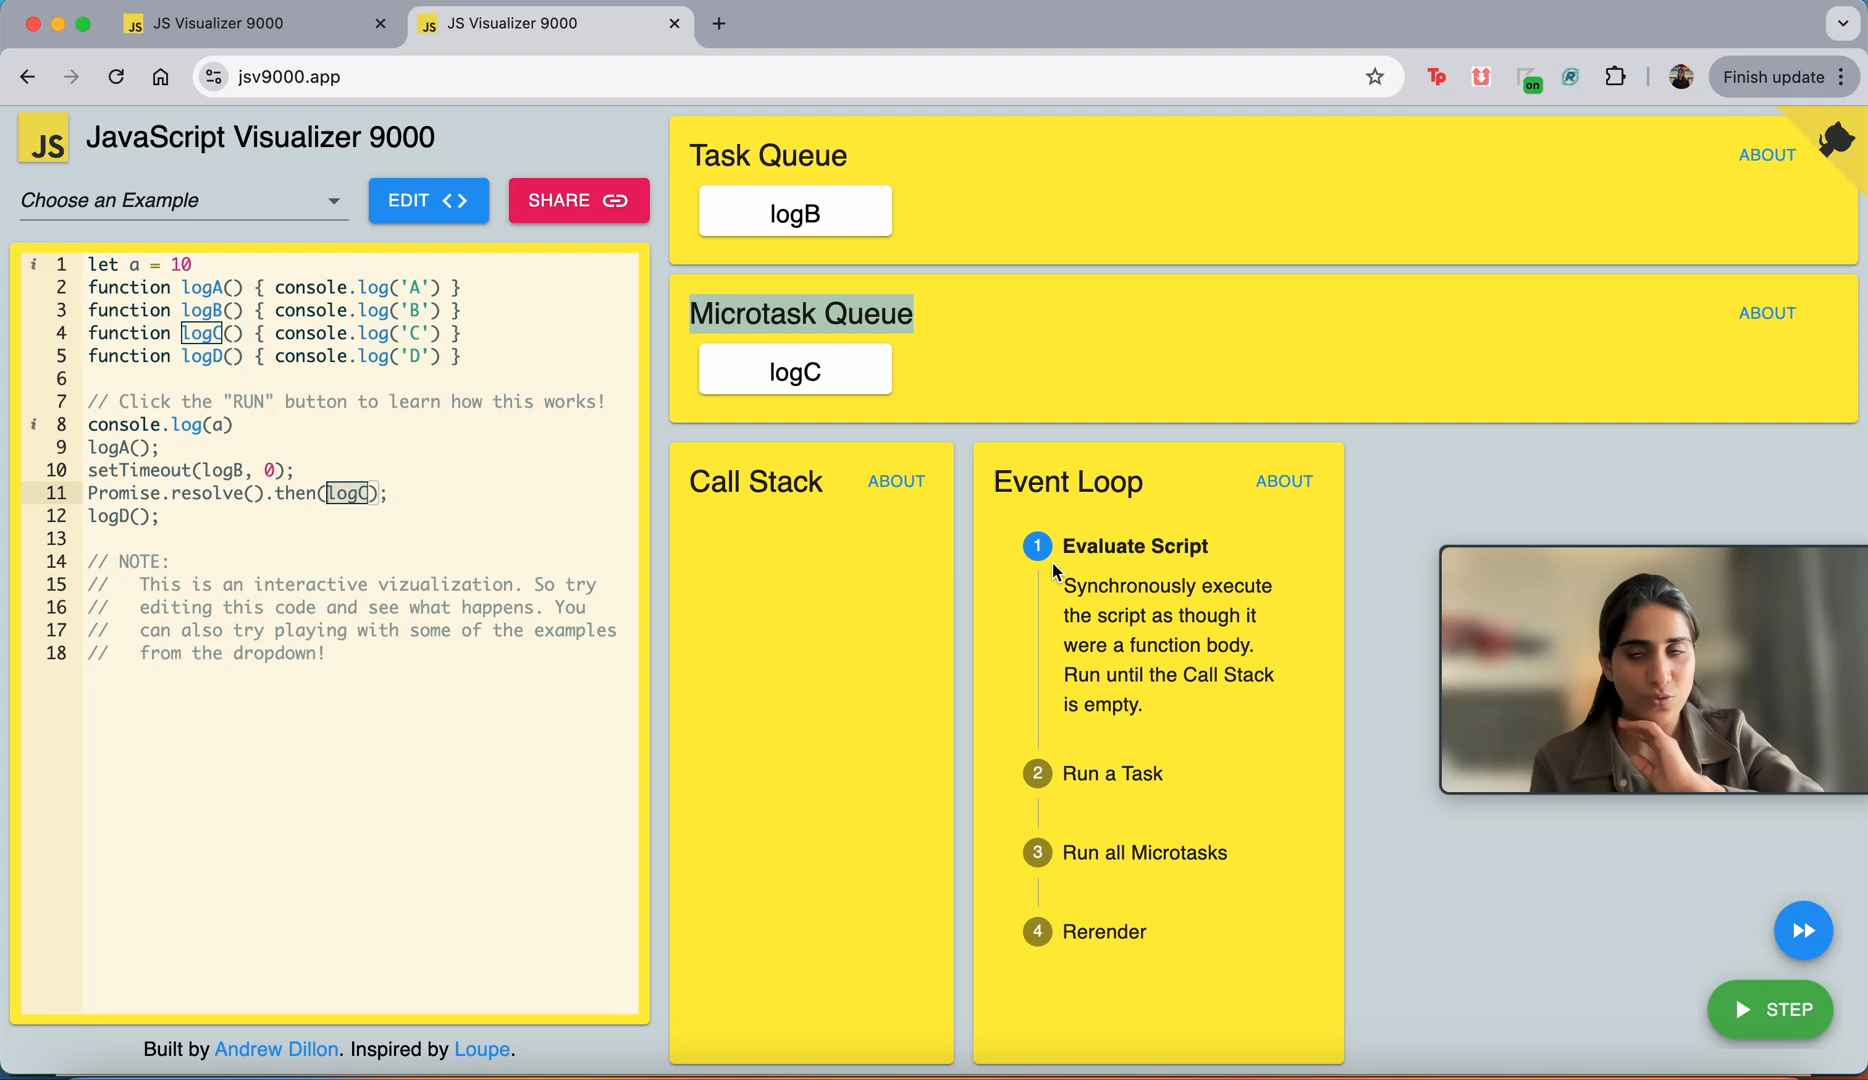 JS Visualizer 9000
JS Visualizer 9000
jsv9000.app
on
Finish update
JS JavaScript Visualizer 9000
Choose an Example
EDIT <>
SHARE
1 let a = 10
2 function logA() { console.log('A') }
3 function logB() { console.log('B') }
4 function logC() { console.log('C') }
5 function logD() { console.log('D') }
6
7 // Click the "RUN" button to learn how this works!
8 console.log(a)
9 logA();
10 setTimeout(logB, 0);
11 Promise.resolve().then(logC);
12 logD();
13
14 // NOTE:
15 // This is an interactive vizualization. So try
16 // editing this code and see what happens. You
17 // can also try playing with some of the examples
18 // from the dropdown!
Built by Andrew Dillon. Inspired by Loupe.
Task Queue
ABOUT
logB
Microtask Queue
ABOUT
logC
Call Stack
ABOUT
Event Loop
ABOUT
1 Evaluate Script
Synchronously execute
the script as though it
were a function body.
Run until the Call Stack
is empty.
2 Run a Task
3 Run all Microtasks
4 Rerender
STEP